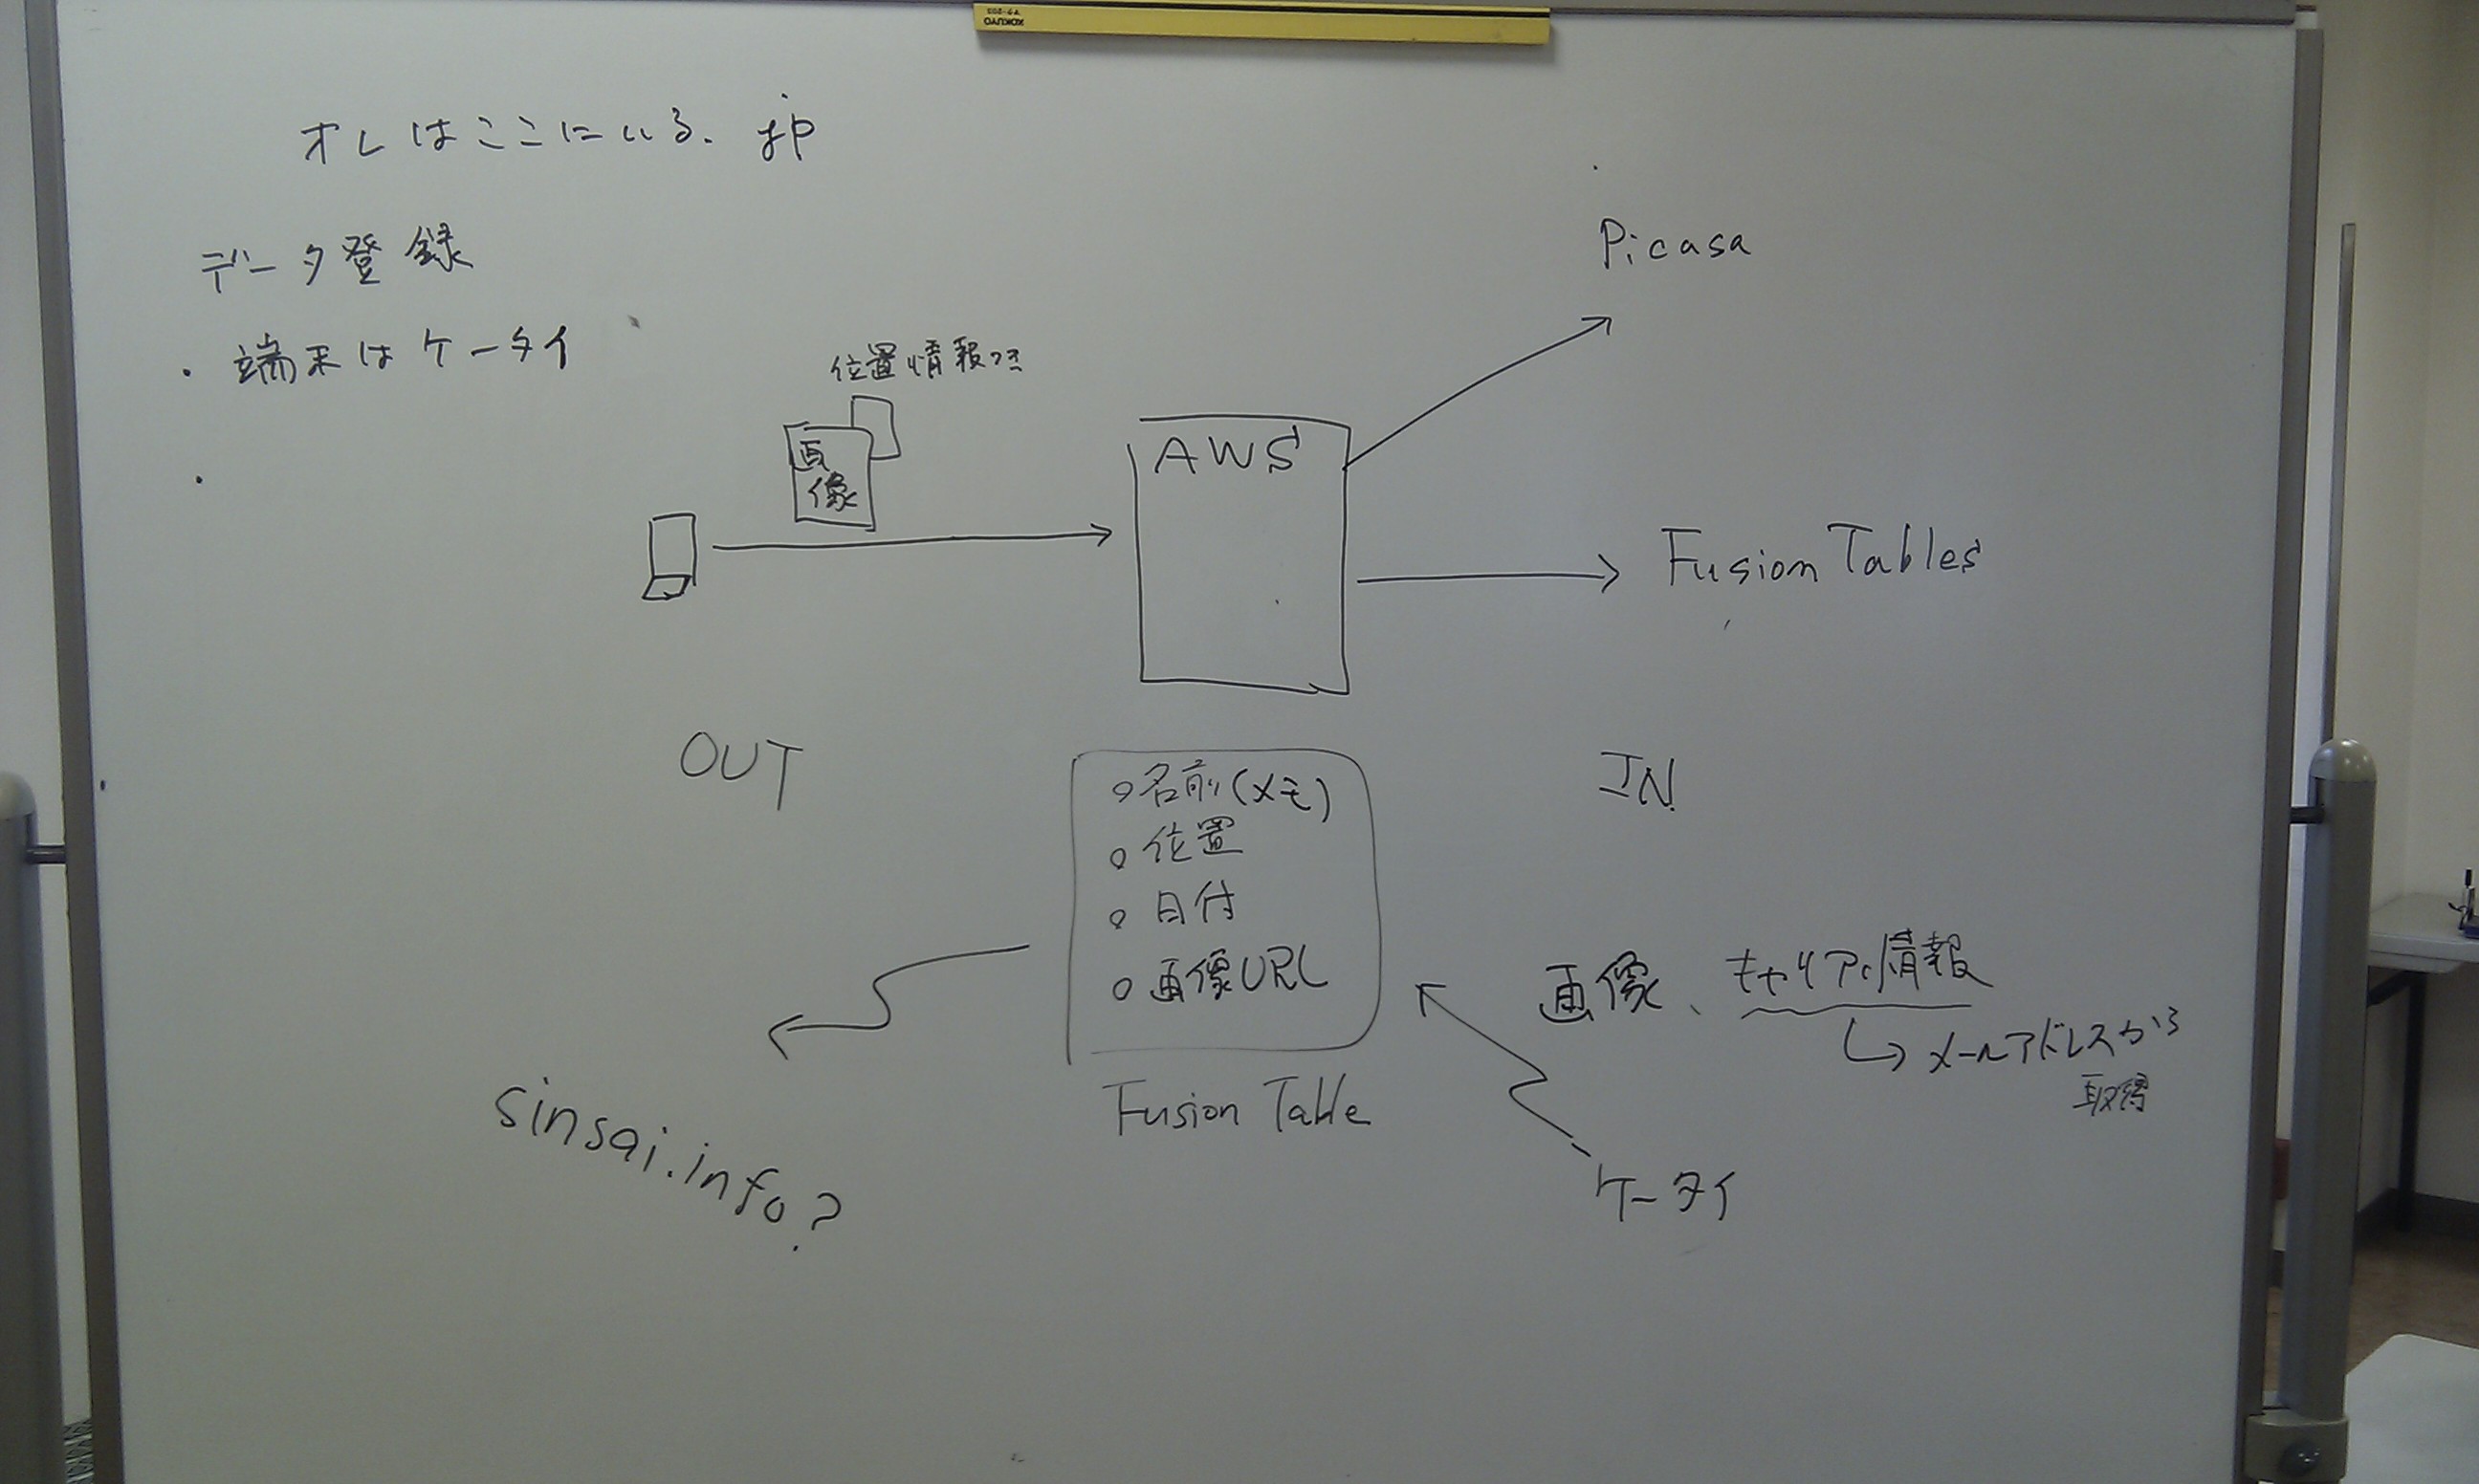 KOKUYO
オレはここにいる.jp
データ登録
・端末はケータイ
位置情報つき
画像
AWS
Picasa
Fusion Tables
OUT
IN
○名前(メモ)
○位置
○日付
○画像URL
Fusion Table
sinsai.info?
画像、キャリア情報
メールアドレスから
取得
ケータイ